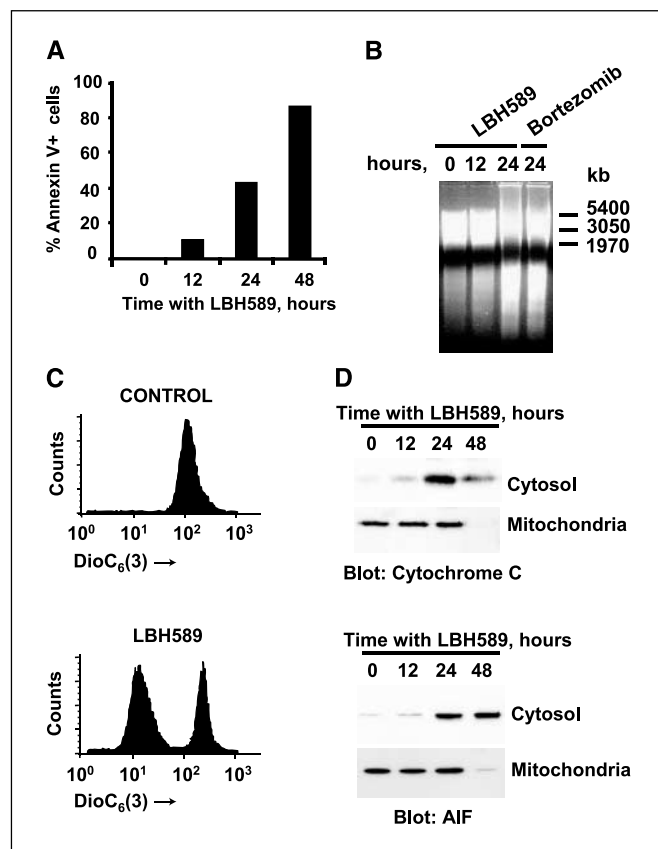 A
% Annexin V+ cells
100
80
60
40
20
0
0 12 24 48
Time with LBH589, hours
B
LBH589
Bortezomib
hours, 0 12 24 24
kb
5400
3050
1970
C
CONTROL
Counts
10⁰ 10¹ 10² 10³
DioC₆(3) →
LBH589
Counts
10⁰ 10¹ 10² 10³
DioC₆(3) →
D
Time with LBH589, hours
0 12 24 48
Cytosol
Mitochondria
Blot: Cytochrome C
Time with LBH589, hours
0 12 24 48
Cytosol
Mitochondria
Blot: AIF